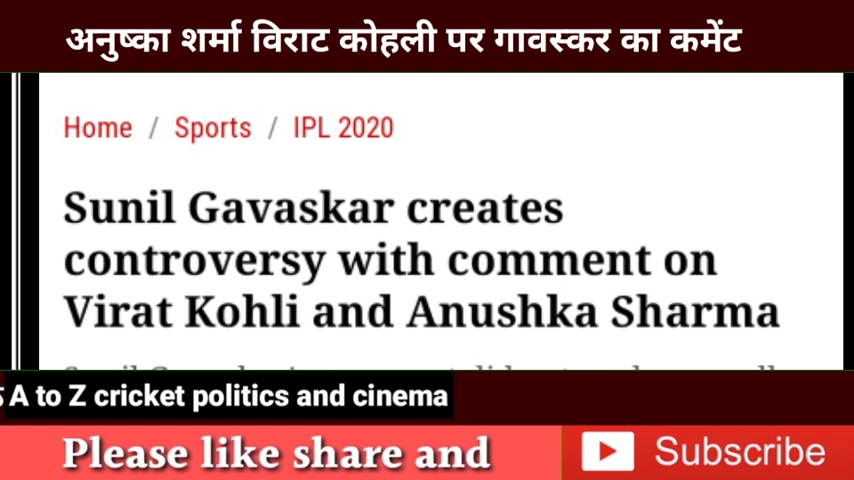 अनुष्का शर्मा विराट कोहली पर गावस्कर का कमेंट
Home / Sports / IPL 2020
Sunil Gavaskar creates
controversy with comment on
Virat Kohli and Anushka Sharma
A to Z cricket politics and cinema
Please like share and
Subscribe